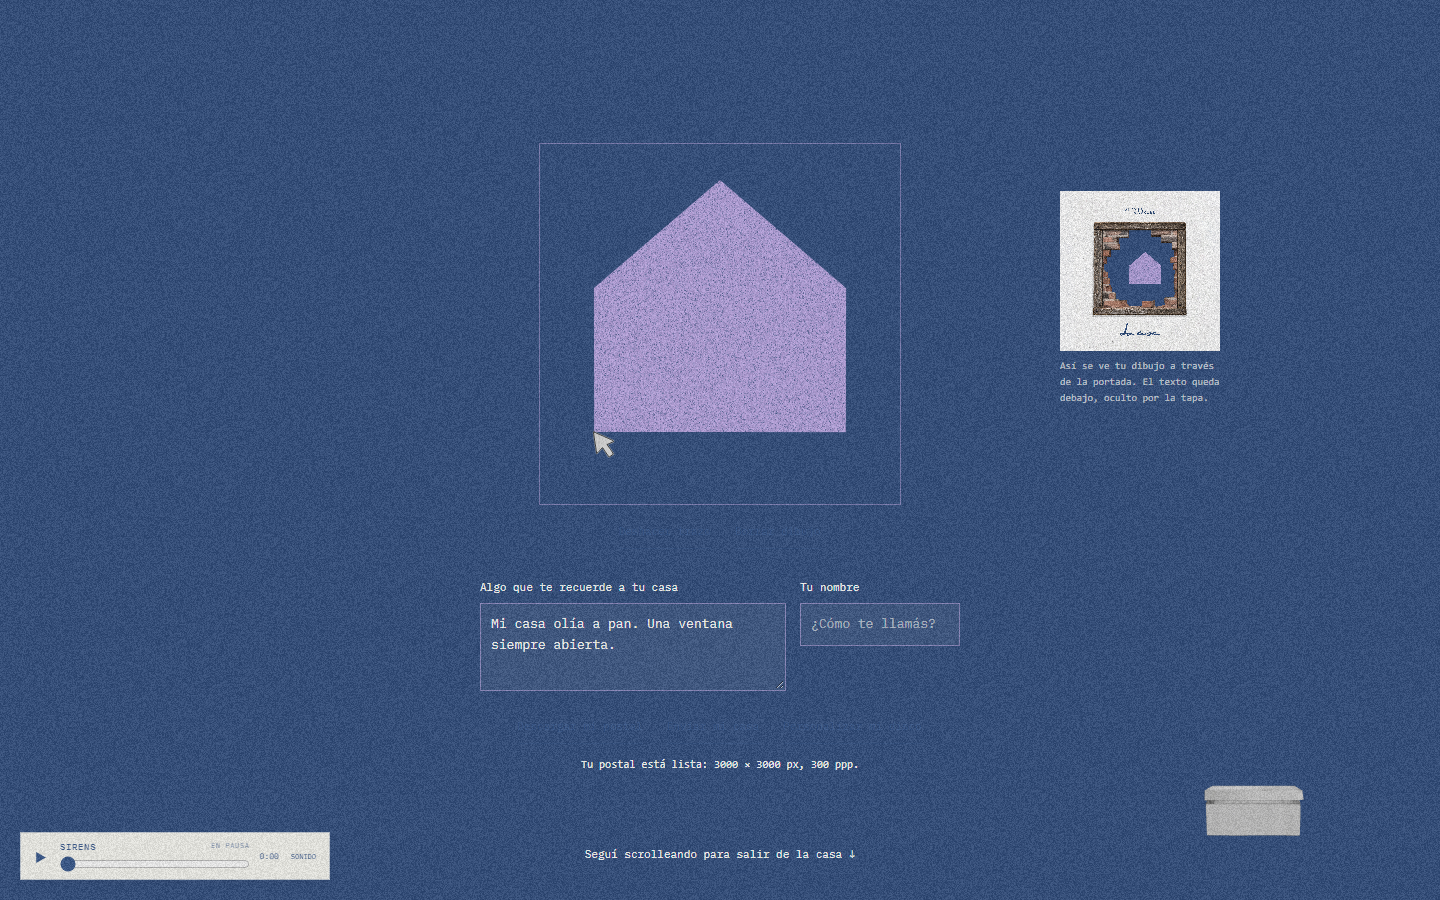 la casa
Así se ve tu dibujo a través
de la portada. El texto queda
debajo, oculto por la tapa.
Algo que te recuerde a tu casa
Tu nombre
Mi casa olía a pan. Una ventana
siempre abierta.
¿Cómo te llamás?
Tu postal está lista: 3000 × 3000 px, 300 ppp.
SIRENS
EN PAUSA
0:00
SONIDO
Seguí scrolleando para salir de la casa ↓